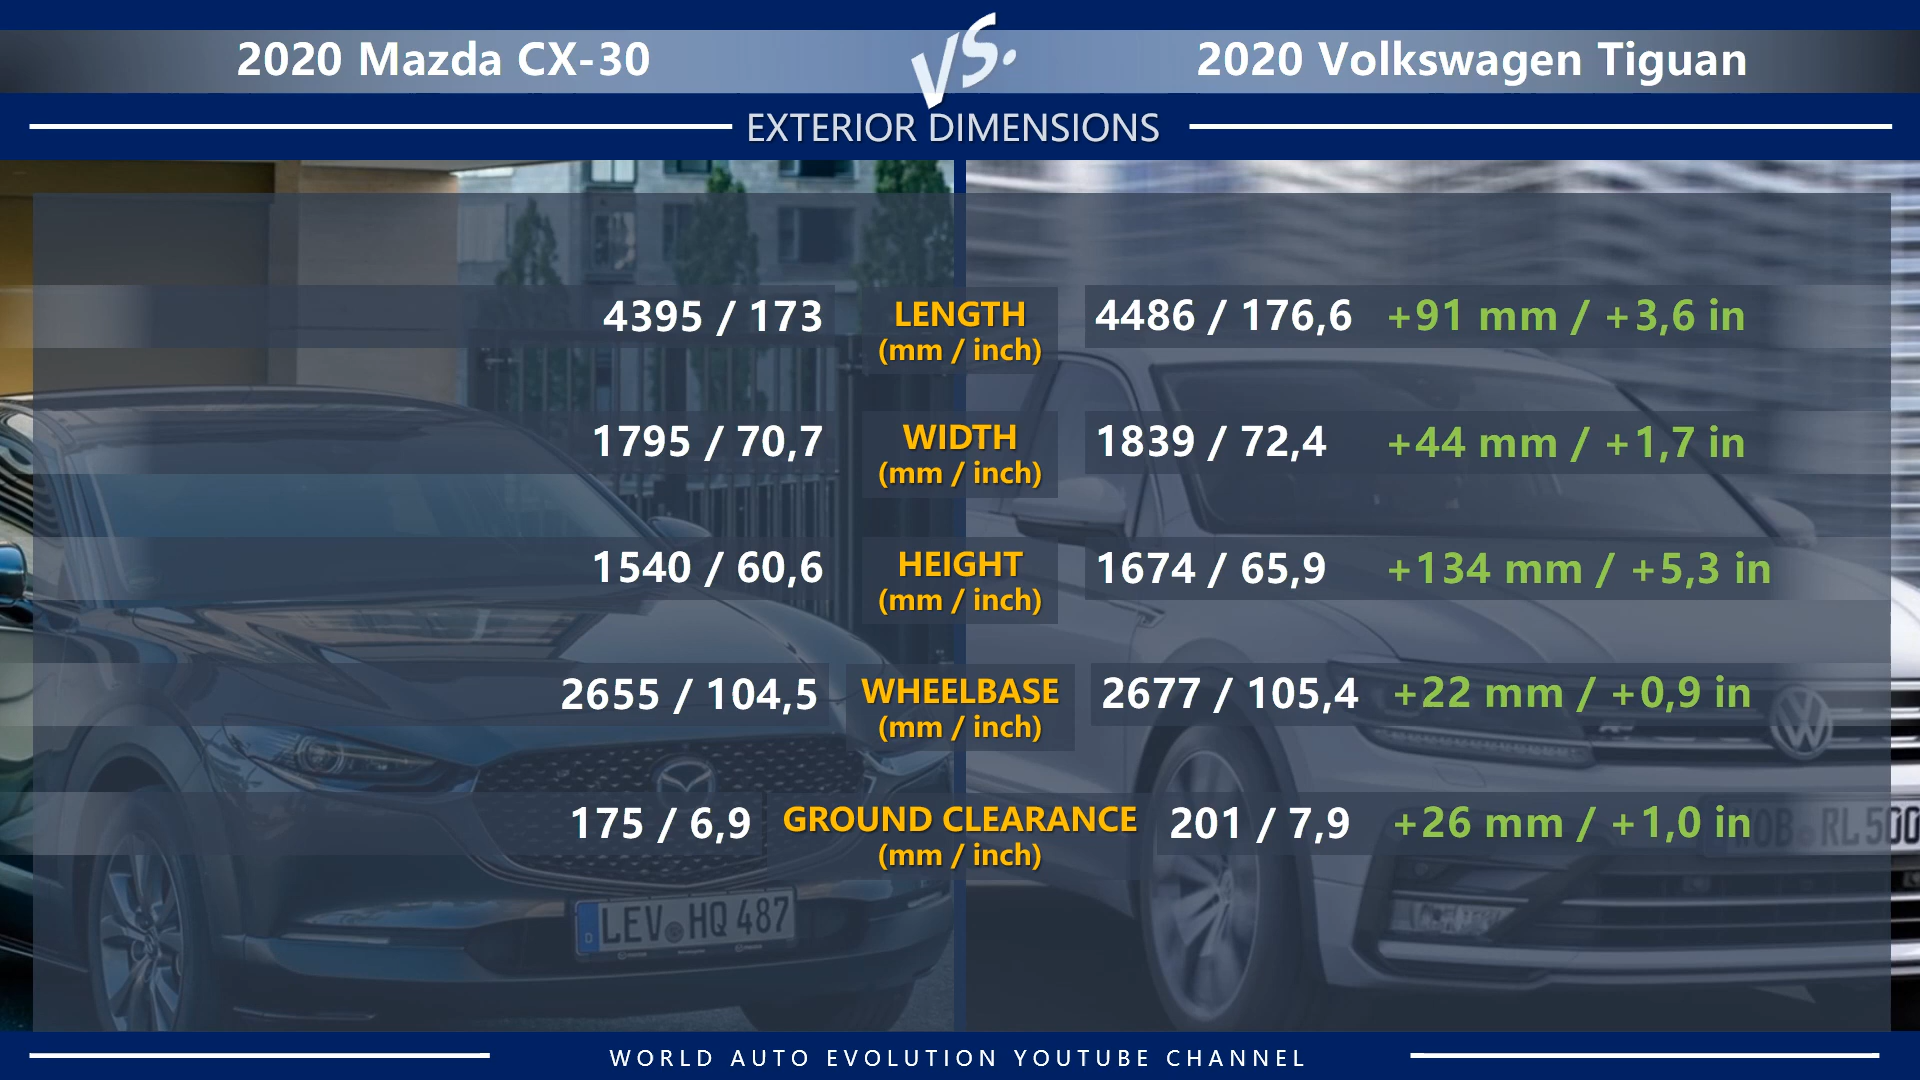 2020 Mazda CX-30 VS. 2020 Volkswagen Tiguan
EXTERIOR DIMENSIONS
4395 / 173 LENGTH 4486 / 176,6 +91 mm / +3,6 in
(mm / inch)
1795 / 70,7 WIDTH 1839 / 72,4 +44 mm / +1,7 in
(mm / inch)
1540 / 60,6 HEIGHT 1674 / 65,9 +134 mm / +5,3 in
(mm / inch)
2655 / 104,5 WHEELBASE 2677 / 105,4 +22 mm / +0,9 in
(mm / inch)
175 / 6,9 GROUND CLEARANCE 201 / 7,9 +26 mm / +1,0 in
(mm / inch)
OB RL 500
D LEV HQ 487
WORLD AUTO EVOLUTION YOUTUBE CHANNEL